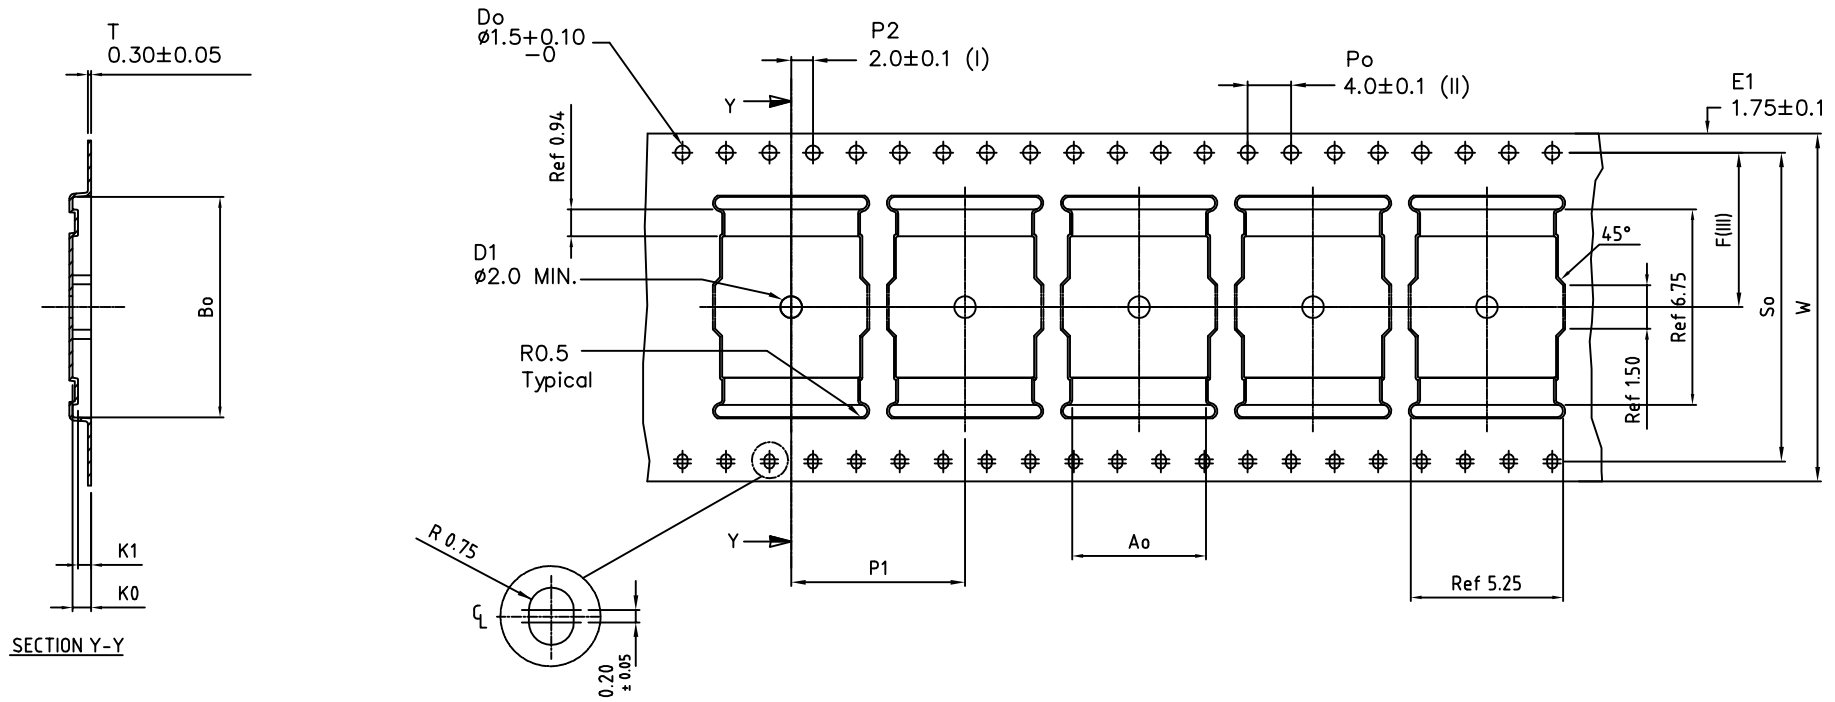 T
0.30±0.05
Do
ø1.5+0.10
-0
P2
2.0±0.1 (I)
Po
4.0±0.1 (II)
E1
1.75±0.1
Y
Ref 0.94
D1
ø2.0 MIN.
R0.5
Typical
Bo
45°
F(III)
Ref 6.75
So
W
Ref 1.50
K1
K0
SECTION Y-Y
R 0.75
Y
P1
Ao
Ref 5.25
CL
0.20
± 0.05